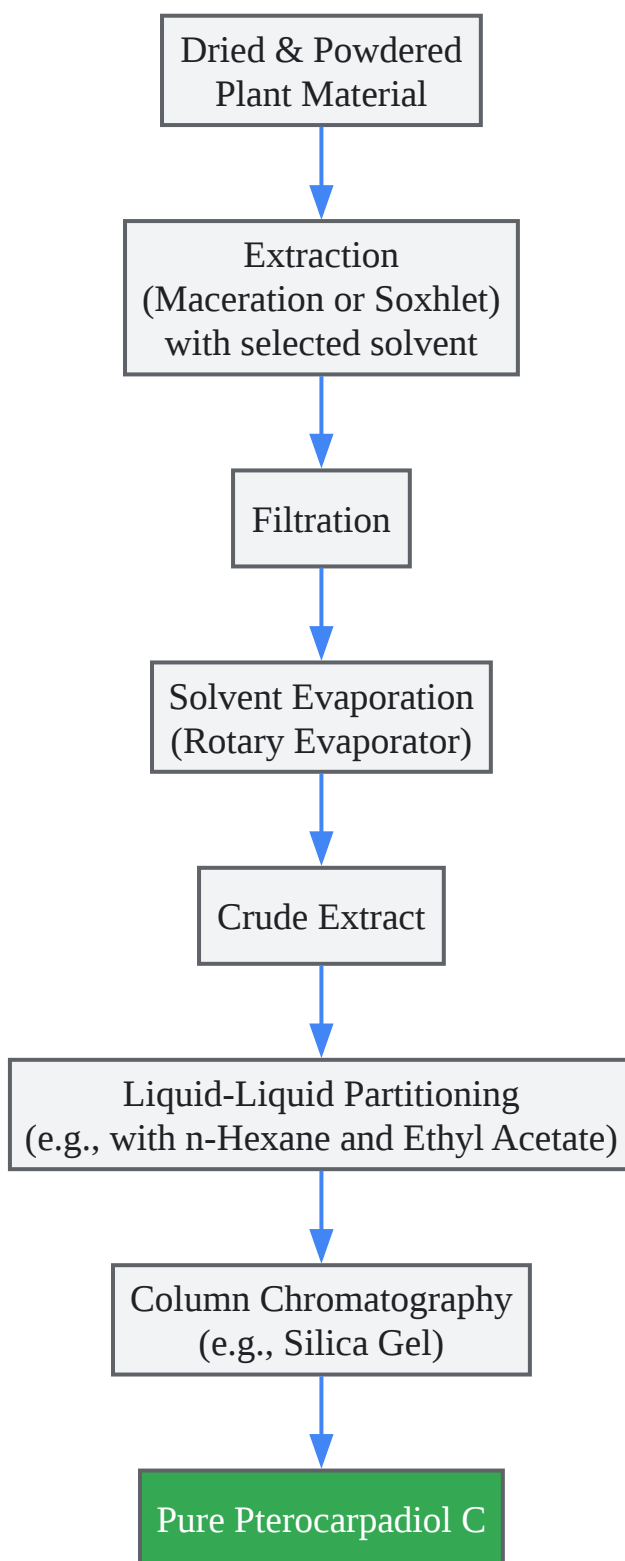 Dried & Powdered
Plant Material
Extraction
(Maceration or Soxhlet)
with selected solvent
Filtration
Solvent Evaporation
(Rotary Evaporator)
Crude Extract
Liquid-Liquid Partitioning
(e.g., with n-Hexane and Ethyl Acetate)
Column Chromatography
(e.g., Silica Gel)
Pure Pterocarpadiol C